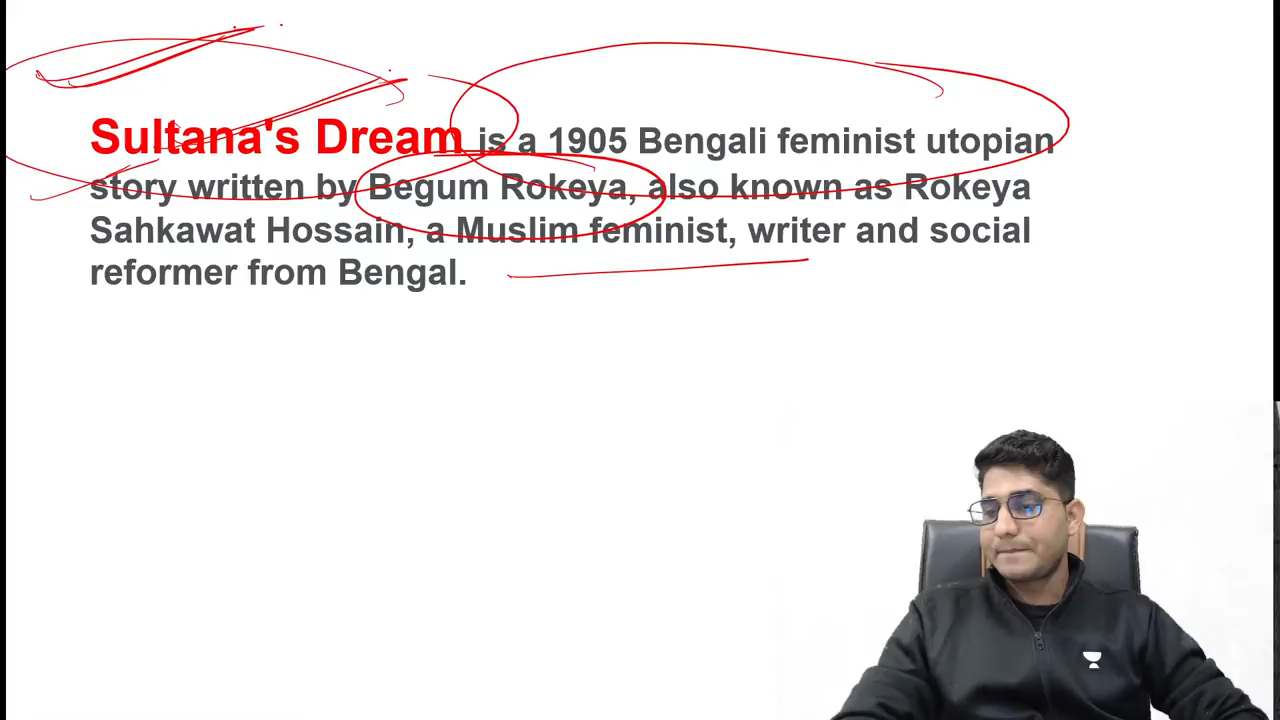 Sultana's Dream is a 1905 Bengali feminist utopian
story written by Begum Rokeya, also known as Rokeya
Sahkawat Hossain, a Muslim feminist, writer and social
reformer from Bengal.